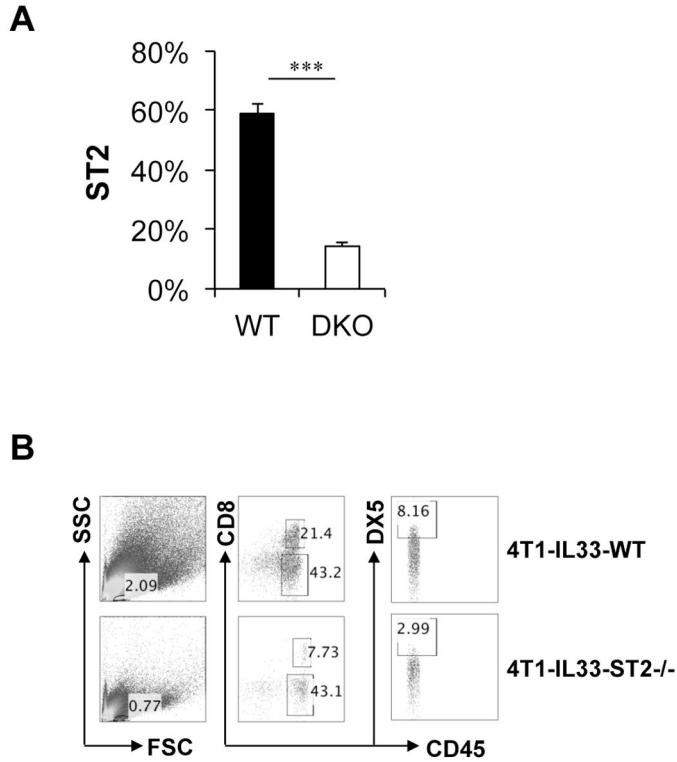 A
80%
***
60%
ST2
40%
20%
0%
WT DKO
B
SSC CD8 DX5
2.09 21.4 43.2 8.16 4T1-IL33-WT
0.77 7.73 43.1 2.99 4T1-IL33-ST2-/-
FSC CD45